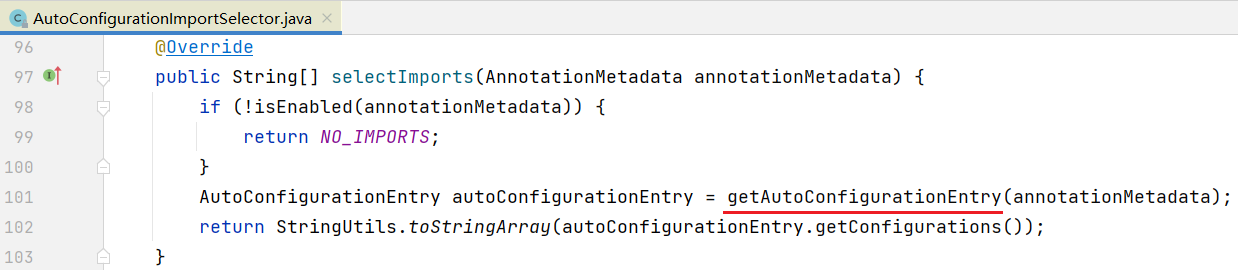 AutoConfigurationImportSelector.java
96 @Override
97 public String[] selectImports(AnnotationMetadata annotationMetadata) {
98 if (!isEnabled(annotationMetadata)) {
99 return NO_IMPORTS;
100 }
101 AutoConfigurationEntry autoConfigurationEntry = getAutoConfigurationEntry(annotationMetadata);
102 return StringUtils.toStringArray(autoConfigurationEntry.getConfigurations());
103 }